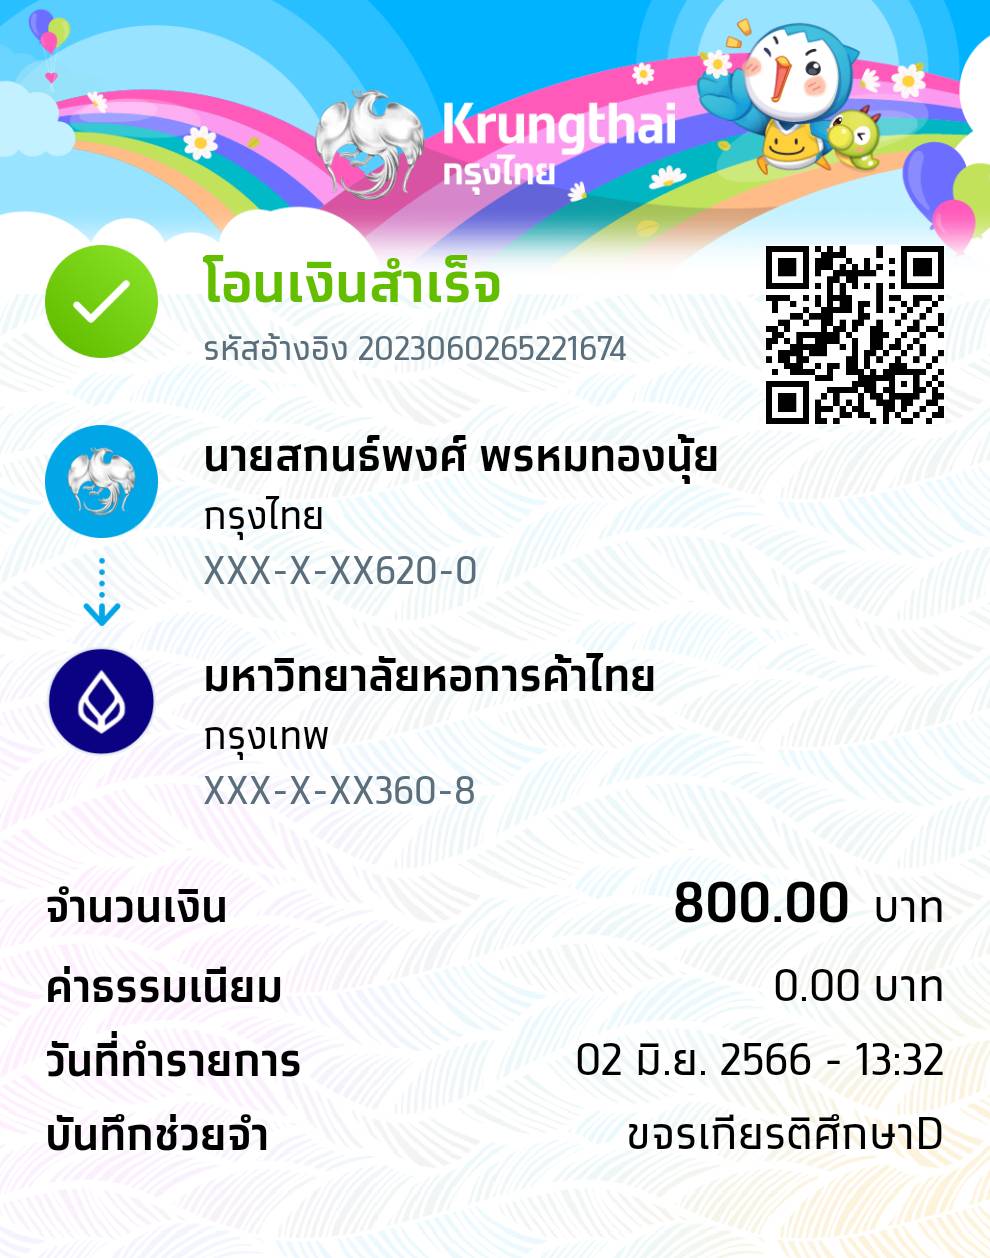 Krungthai
กรุงไทย
โอนเงินสำเร็จ
รหัสอ้างอิง 2023060265221674
นายสกนธ์พงศ์ พรหมทองนุ้ย
กรุงไทย
XXX-X-XX620-0
มหาวิทยาลัยหอการค้าไทย
กรุงเทพ
XXX-X-XX360-8
จำนวนเงิน 800.00 บาท
ค่าธรรมเนียม 0.00 บาท
วันที่ทำรายการ 02 มิ.ย. 2566 - 13:32
บันทึกช่วยจำ ขจรเกียรติศึกษาD